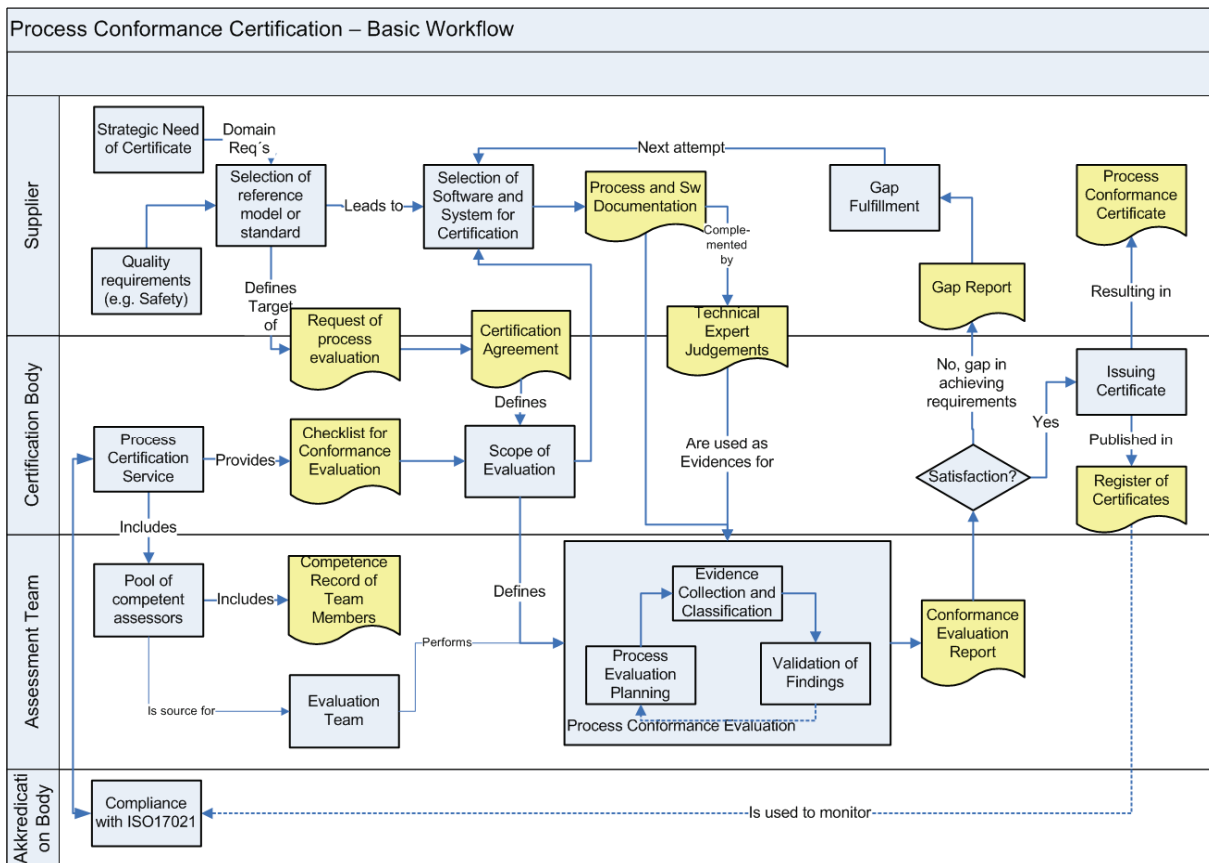 Process Conformance Certification – Basic Workflow
Supplier
Strategic Need
of Certificate
Domain
Req´s
Selection of
reference
model or
standard
Quality
requirements
(e.g. Safety)
Leads to
Defines
Target
of
Selection of
Software and
System for
Certification
Next attempt
Process and Sw
Documentation
Comple-
mented
by
Gap
Fulfillment
Process
Conformance
Certificate
Gap Report
Resulting in
Request of
process
evaluation
Certification
Agreement
Technical
Expert
Judgements
Certification Body
Defines
No, gap in
achieving
requirements
Issuing
Certificate
Yes
Process
Certification
Service
Provides
Checklist for
Conformance
Evaluation
Scope of
Evaluation
Are used as
Evidences for
Satisfaction?
Published in
Register of
Certificates
Includes
Assessment Team
Pool of
competent
assessors
Includes
Competence
Record of
Team
Members
Defines
Performs
Is source for
Evaluation
Team
Evidence
Collection and
Classification
Process
Evaluation
Planning
Validation of
Findings
Process Conformance Evaluation
Conformance
Evaluation
Report
Akkredicati
on Body
Compliance
with ISO17021
Is used to monitor